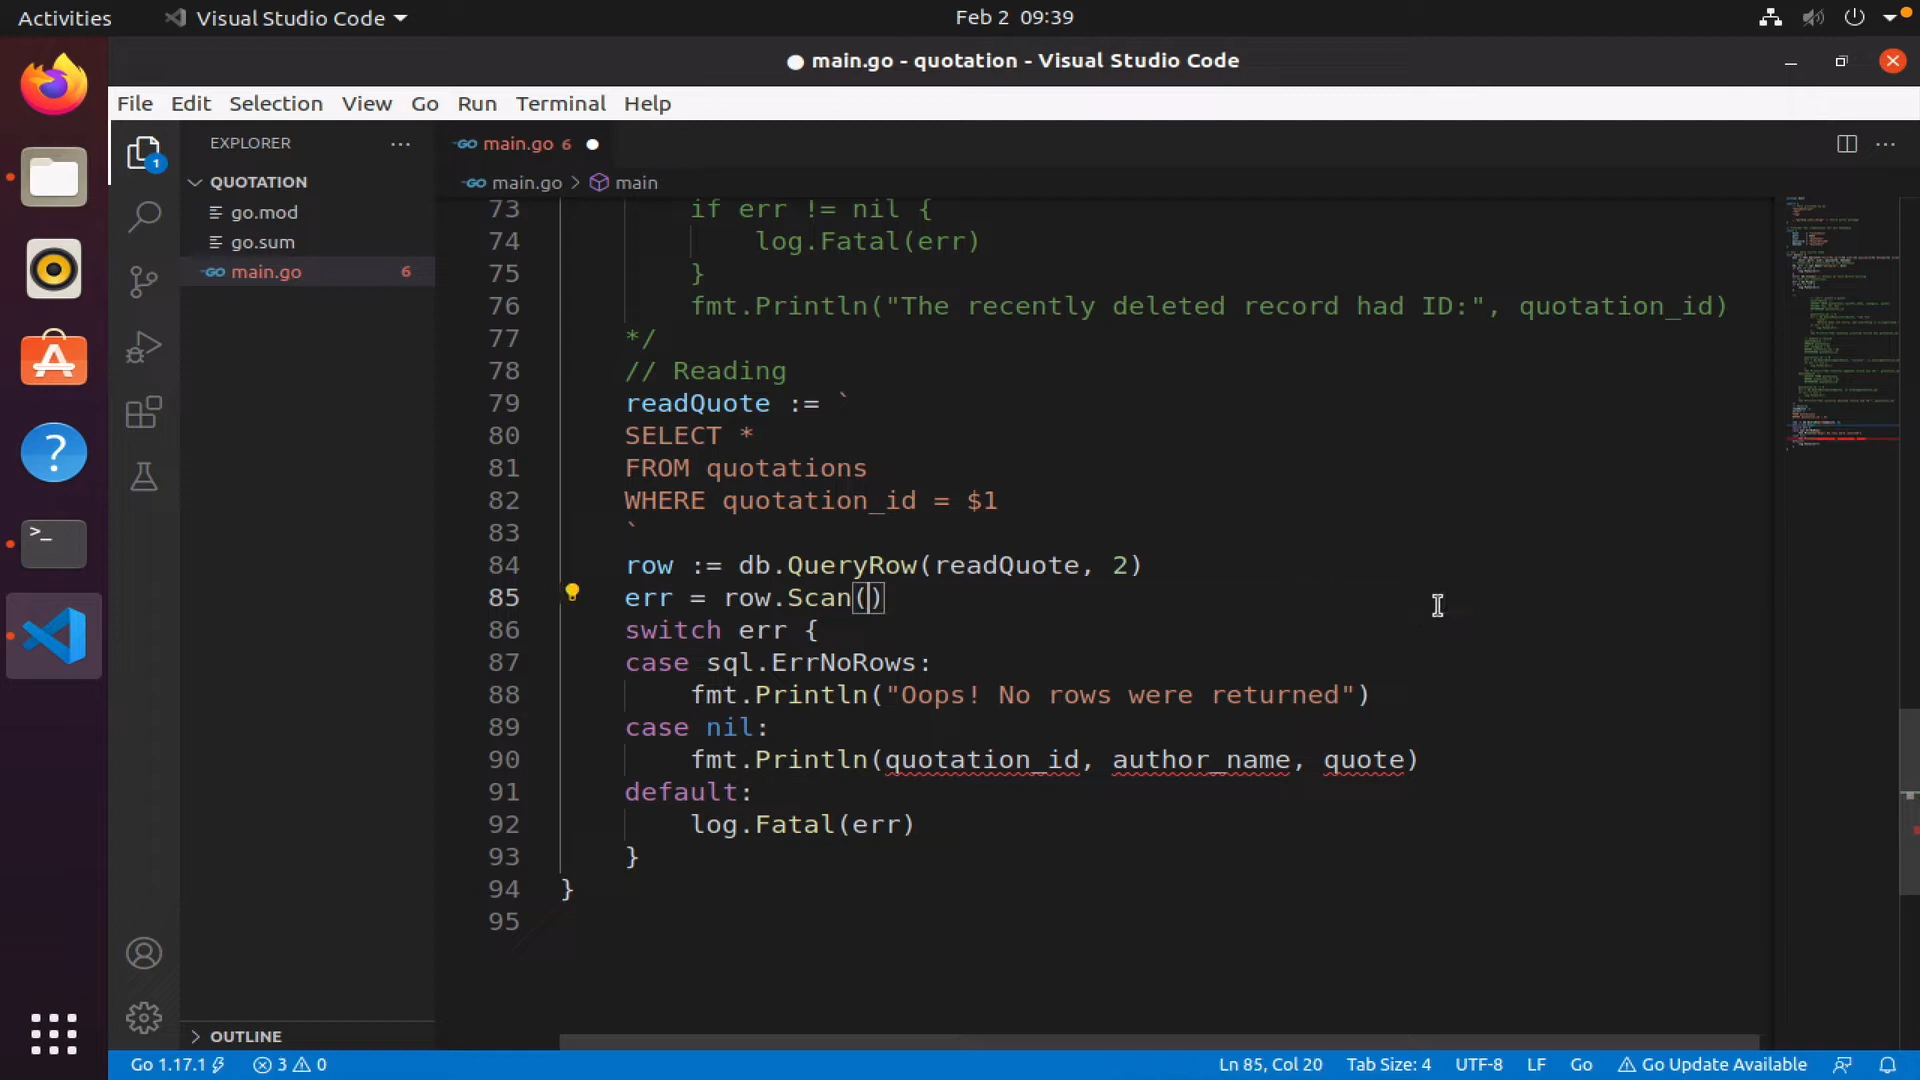 Activities Visual Studio Code Feb 2 09:39
● main.go - quotation - Visual Studio Code
File Edit Selection View Go Run Terminal Help
EXPLORER
main.go 6
QUOTATION
main.go > main
go.mod
go.sum
main.go 6
73 if err != nil {
74 log.Fatal(err)
75 }
76 fmt.Println("The recently deleted record had ID:", quotation_id)
77 */
78 // Reading
79 readQuote := `
80 SELECT *
81 FROM quotations
82 WHERE quotation_id = $1
83 `
84 row := db.QueryRow(readQuote, 2)
85 err = row.Scan()
86 switch err {
87 case sql.ErrNoRows:
88 fmt.Println("Oops! No rows were returned")
89 case nil:
90 fmt.Println(quotation_id, author_name, quote)
91 default:
92 log.Fatal(err)
93 }
94 }
95
OUTLINE
Go 1.17.1 3 0 Ln 85, Col 20 Tab Size: 4 UTF-8 LF Go Go Update Available